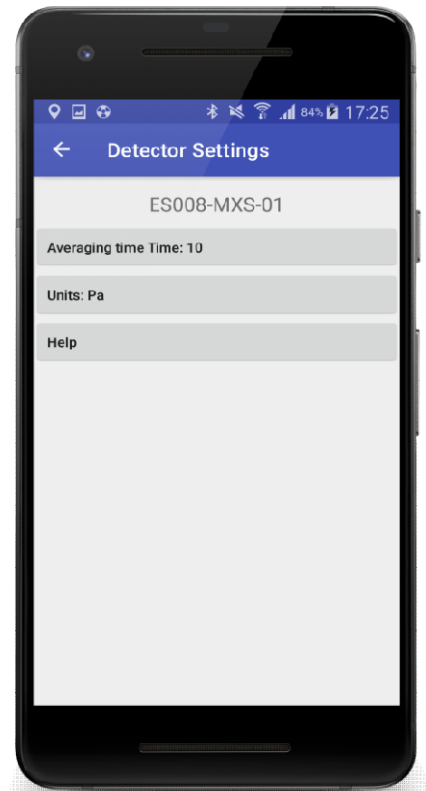 84% 17:25
Detector Settings
ES008-MXS-01
Averaging time Time: 10
Units: Pa
Help